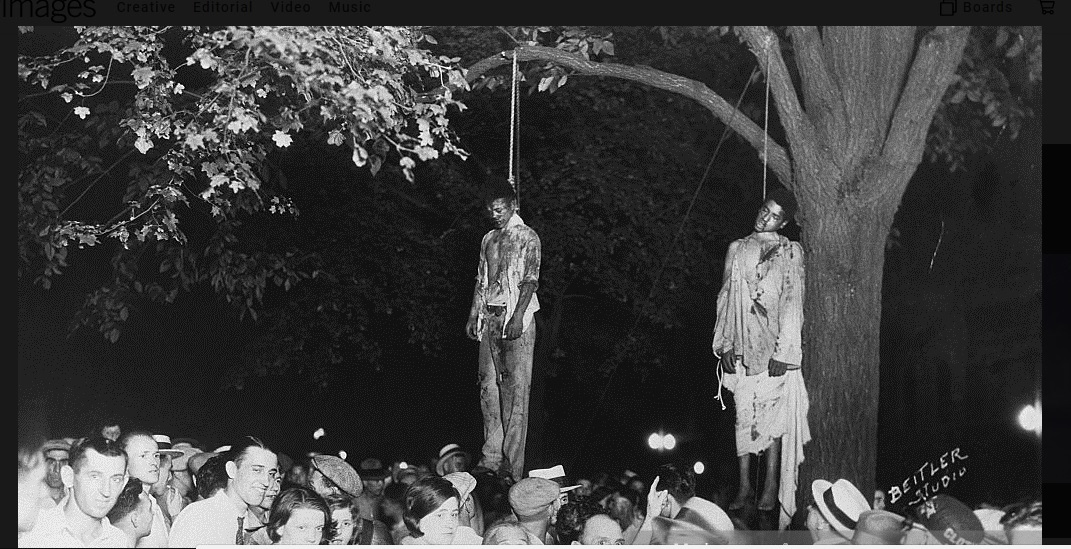 images Creative Editorial Video Music Boards
BEITLER
STUDIO